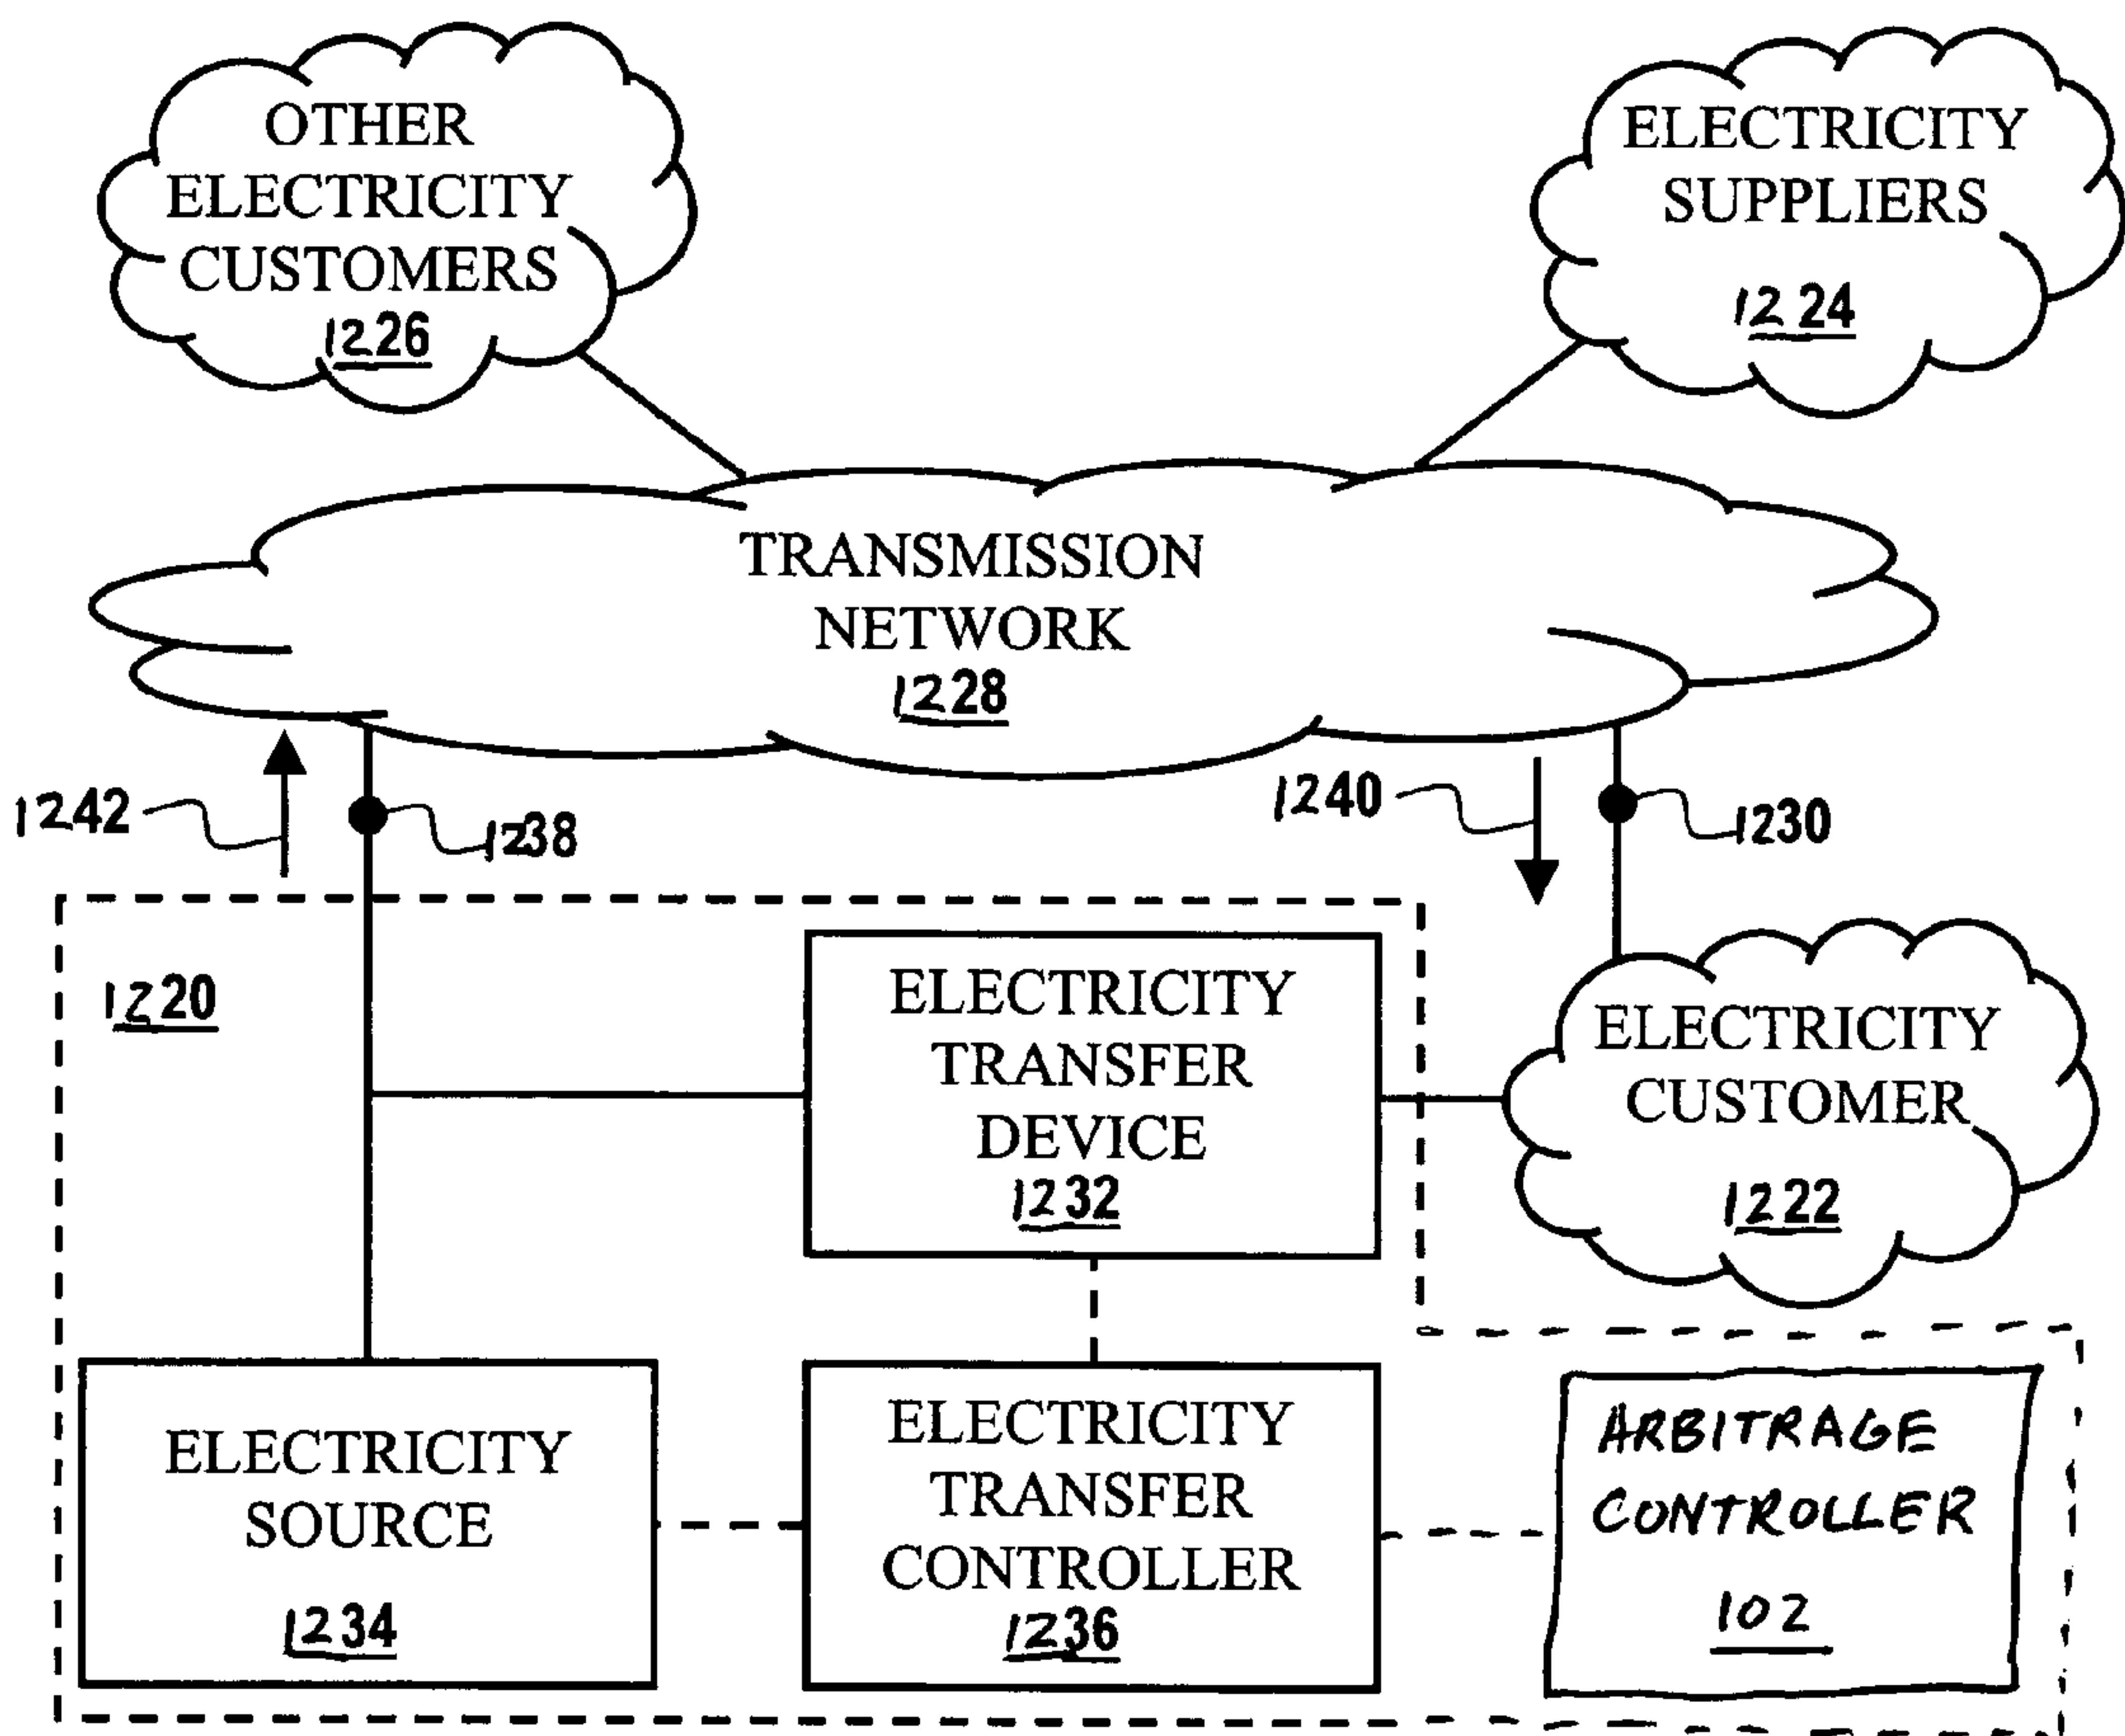 OTHER
ELECTRICITY
CUSTOMERS
1226
ELECTRICITY
SUPPLIERS
1224
TRANSMISSION
NETWORK
1228
1242
1238
1240
1230
1220
ELECTRICITY
TRANSFER
DEVICE
1232
ELECTRICITY
CUSTOMER
1222
ELECTRICITY
SOURCE
1234
ELECTRICITY
TRANSFER
CONTROLLER
1236
ARBITRAGE
CONTROLLER
102